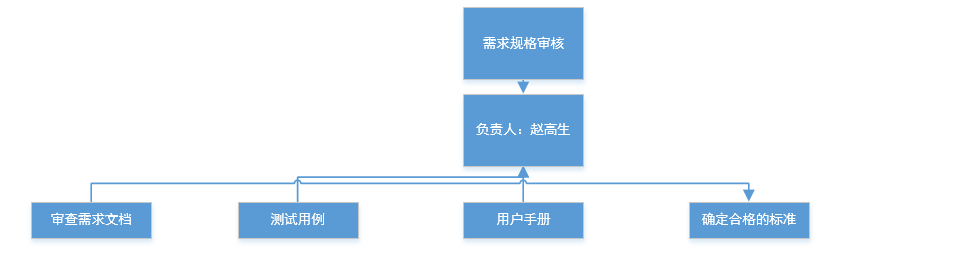 需求规格审核
负责人：赵高生
审查需求文档
测试用例
用户手册
确定合格的标准